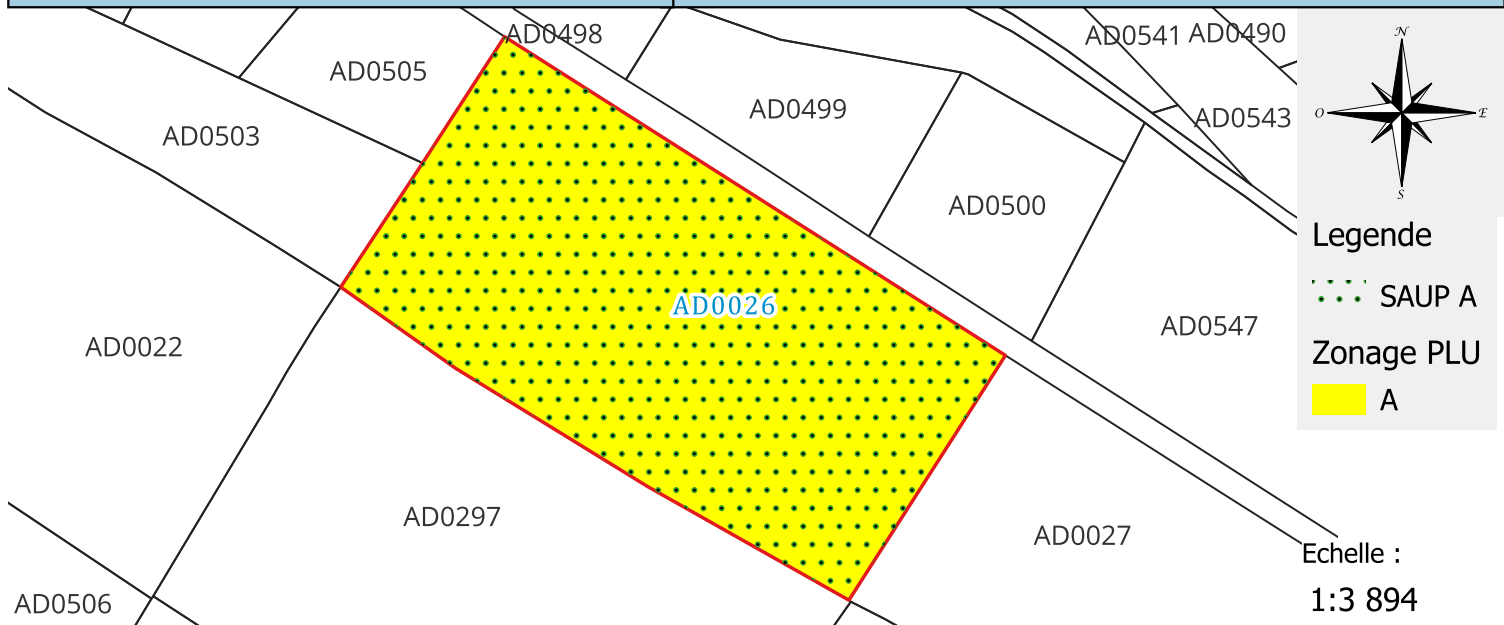 AD0498
AD0541
AD0490
AD0505
AD0499
AD0543
AD0503
AD0500
AD0026
AD0547
AD0022
AD0297
AD0027
AD0506
N
O
E
S
Legende
SAUP A
Zonage PLU
A
Echelle :
1:3 894